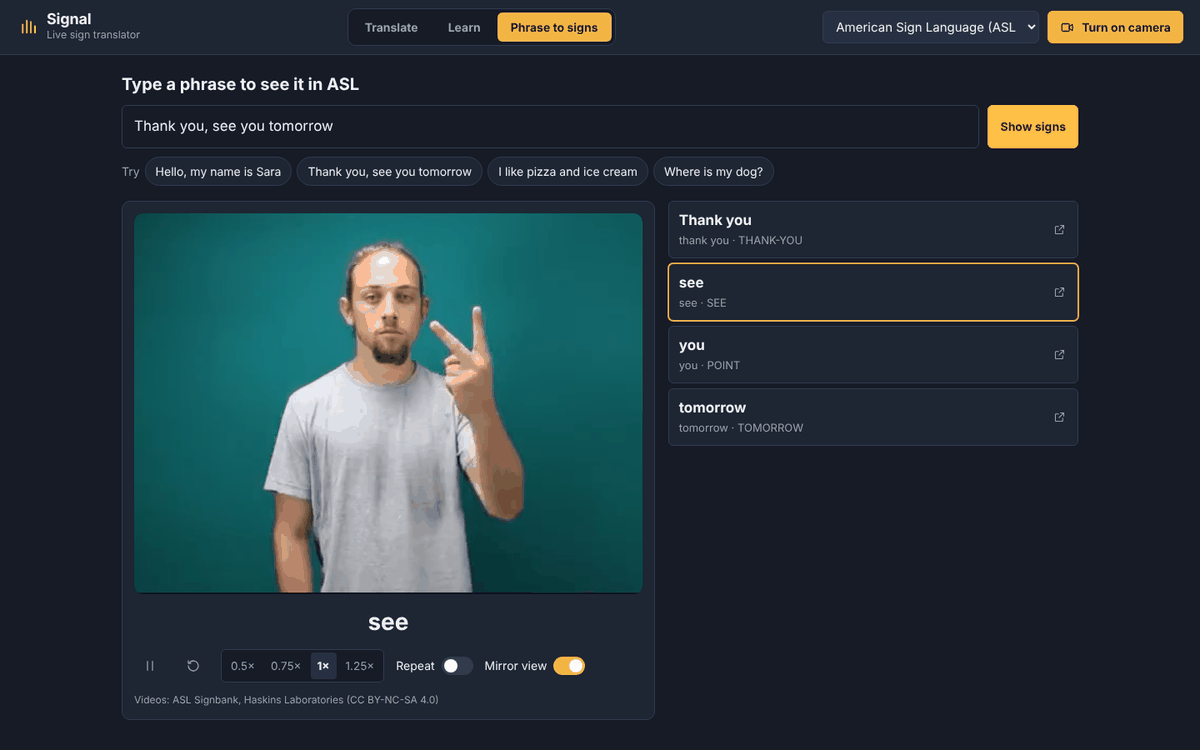 Signal
Live sign translator
Translate
Learn
Phrase to signs
American Sign Language (ASL
Turn on camera
Type a phrase to see it in ASL
Thank you, see you tomorrow
Show signs
Try
Hello, my name is Sara
Thank you, see you tomorrow
I like pizza and ice cream
Where is my dog?
Thank you
thank you · THANK-YOU
see
see · SEE
you
you · POINT
tomorrow
tomorrow · TOMORROW
see
0.5×
0.75×
1×
1.25×
Repeat
Mirror view
Videos: ASL Signbank, Haskins Laboratories (CC BY-NC-SA 4.0)